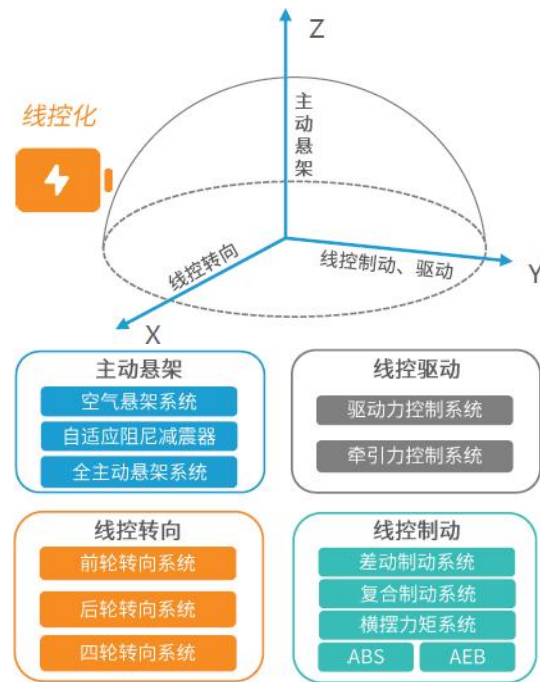 Z
线控化
主动悬架
线控转向
线控制动、驱动
Y
X
主动悬架
空气悬架系统
自适应阻尼减震器
全主动悬架系统
线控驱动
驱动力控制系统
牵引力控制系统
线控转向
前轮转向系统
后轮转向系统
四轮转向系统
线控制动
差动制动系统
复合制动系统
横摆力矩系统
ABS
AEB